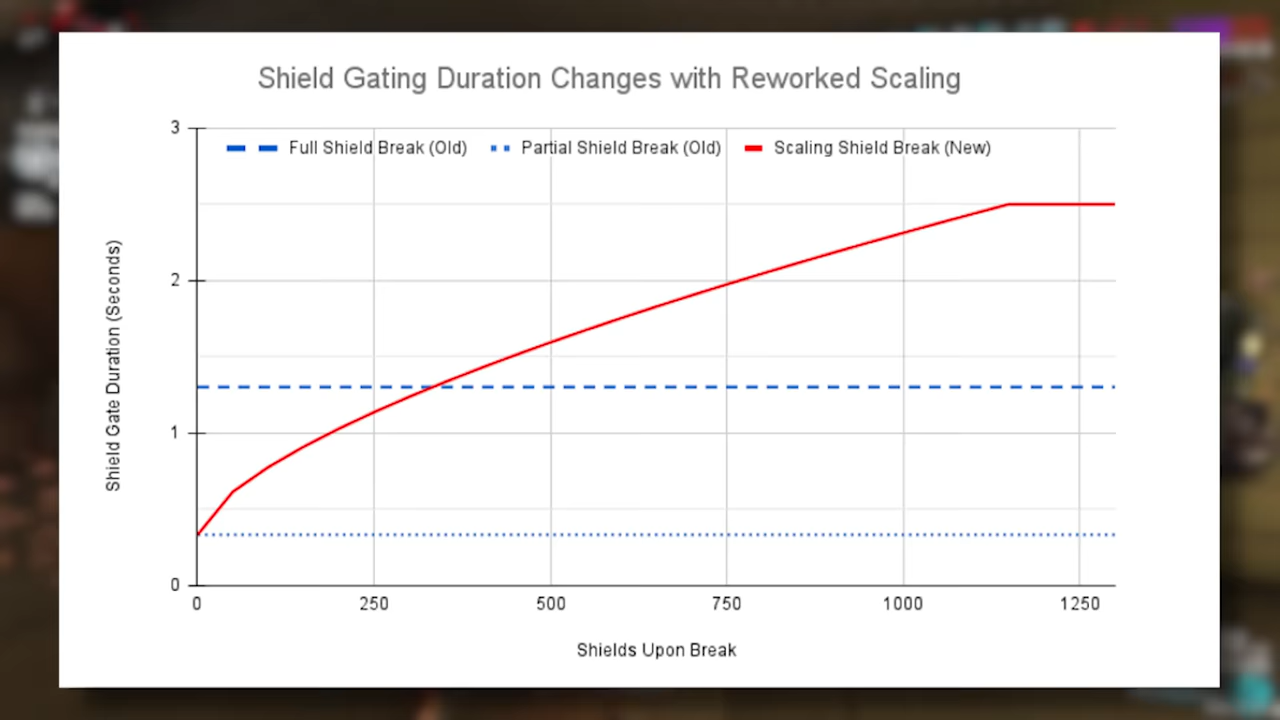 Shield Gating Duration Changes with Reworked Scaling
Full Shield Break (Old) Partial Shield Break (Old) Scaling Shield Break (New)
Shield Gate Duration (Seconds)
3
2
1
0
0 250 500 750 1000 1250
Shields Upon Break